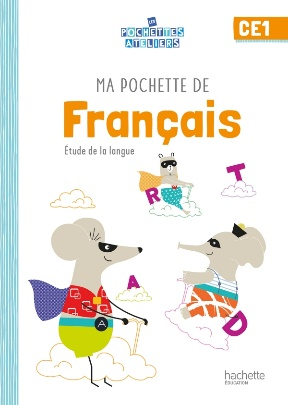 LES
POCHETTES
ATELIERS
CE1
MA POCHETTE DE
Français
Étude de la langue
T
R
A
D
A
hachette
ÉDUCATION